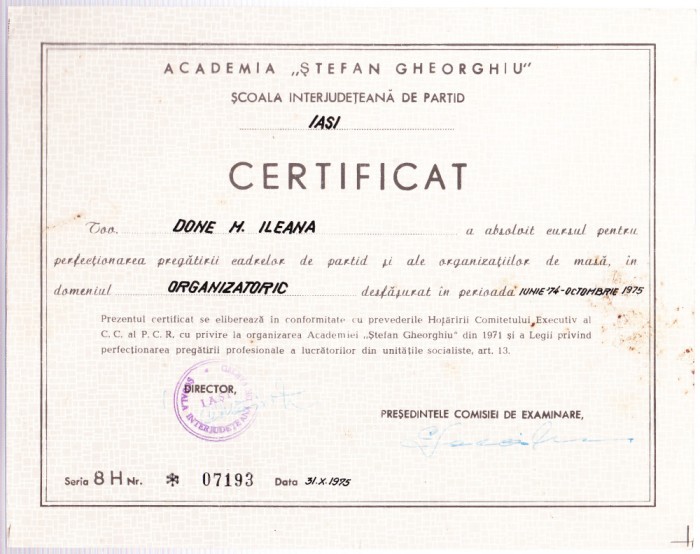 ACADEMIA „ȘTEFAN GHEORGHIU"
ȘCOALA INTERJUDEȚEANĂ DE PARTID
IASI
CERTIFICAT
Tov. DONE M. ILEANA a absolvit cursul pentru
perfecționarea pregătirii cadrelor de partid și ale organizațiilor de masă, în
domeniul ORGANIZATORIC desfășurat în perioada IUNIE '74-OCTOMBRIE 1975
Prezentul certificat se eliberează în conformitate cu prevederile Hotărîrii Comitetului Executiv al
C. C. al P. C. R. cu privire la organizarea Academiei „Ștefan Gheorghiu" din 1971 și a Legii privind
perfecționarea pregătirii profesionale a lucrătorilor din unitățile socialiste, art. 13.
DIRECTOR,
IAȘI
ȘCOALA INTERJUDEȚEANĂ
PREȘEDINTELE COMISIEI DE EXAMINARE,
Seria 8 H Nr. * 07193 Data 31.X.1975